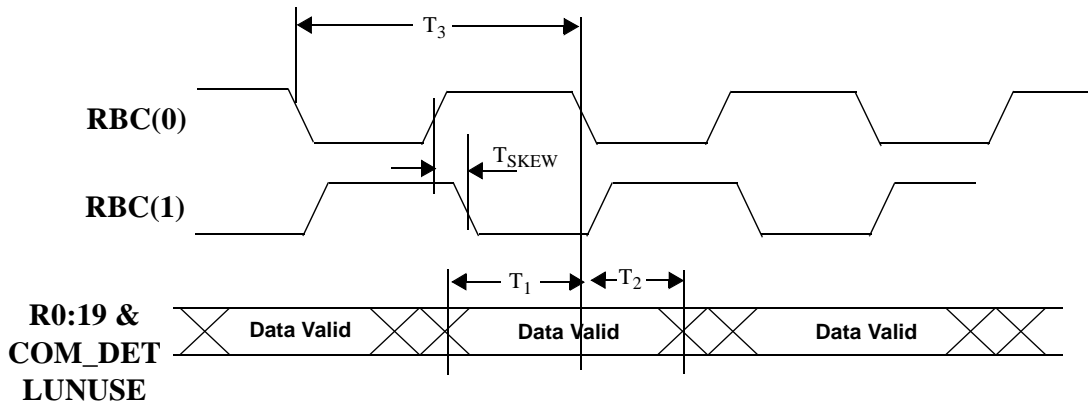 T3
RBC(0)
TSKEW
RBC(1)
T1
T2
R0:19 &
COM_DET
LUNUSE
Data Valid
Data Valid
Data Valid